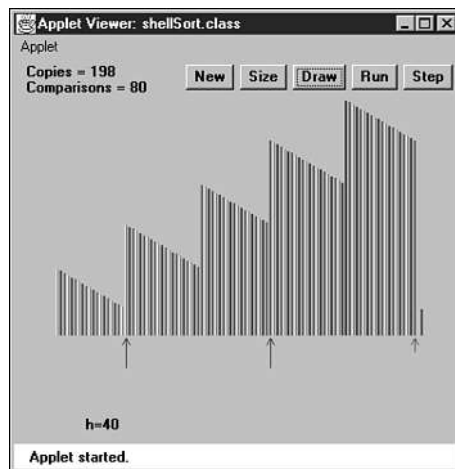 Applet Viewer: shellSort.class
Applet
Copies = 198
Comparisons = 80
New Size Draw Run Step
h=40
Applet started.